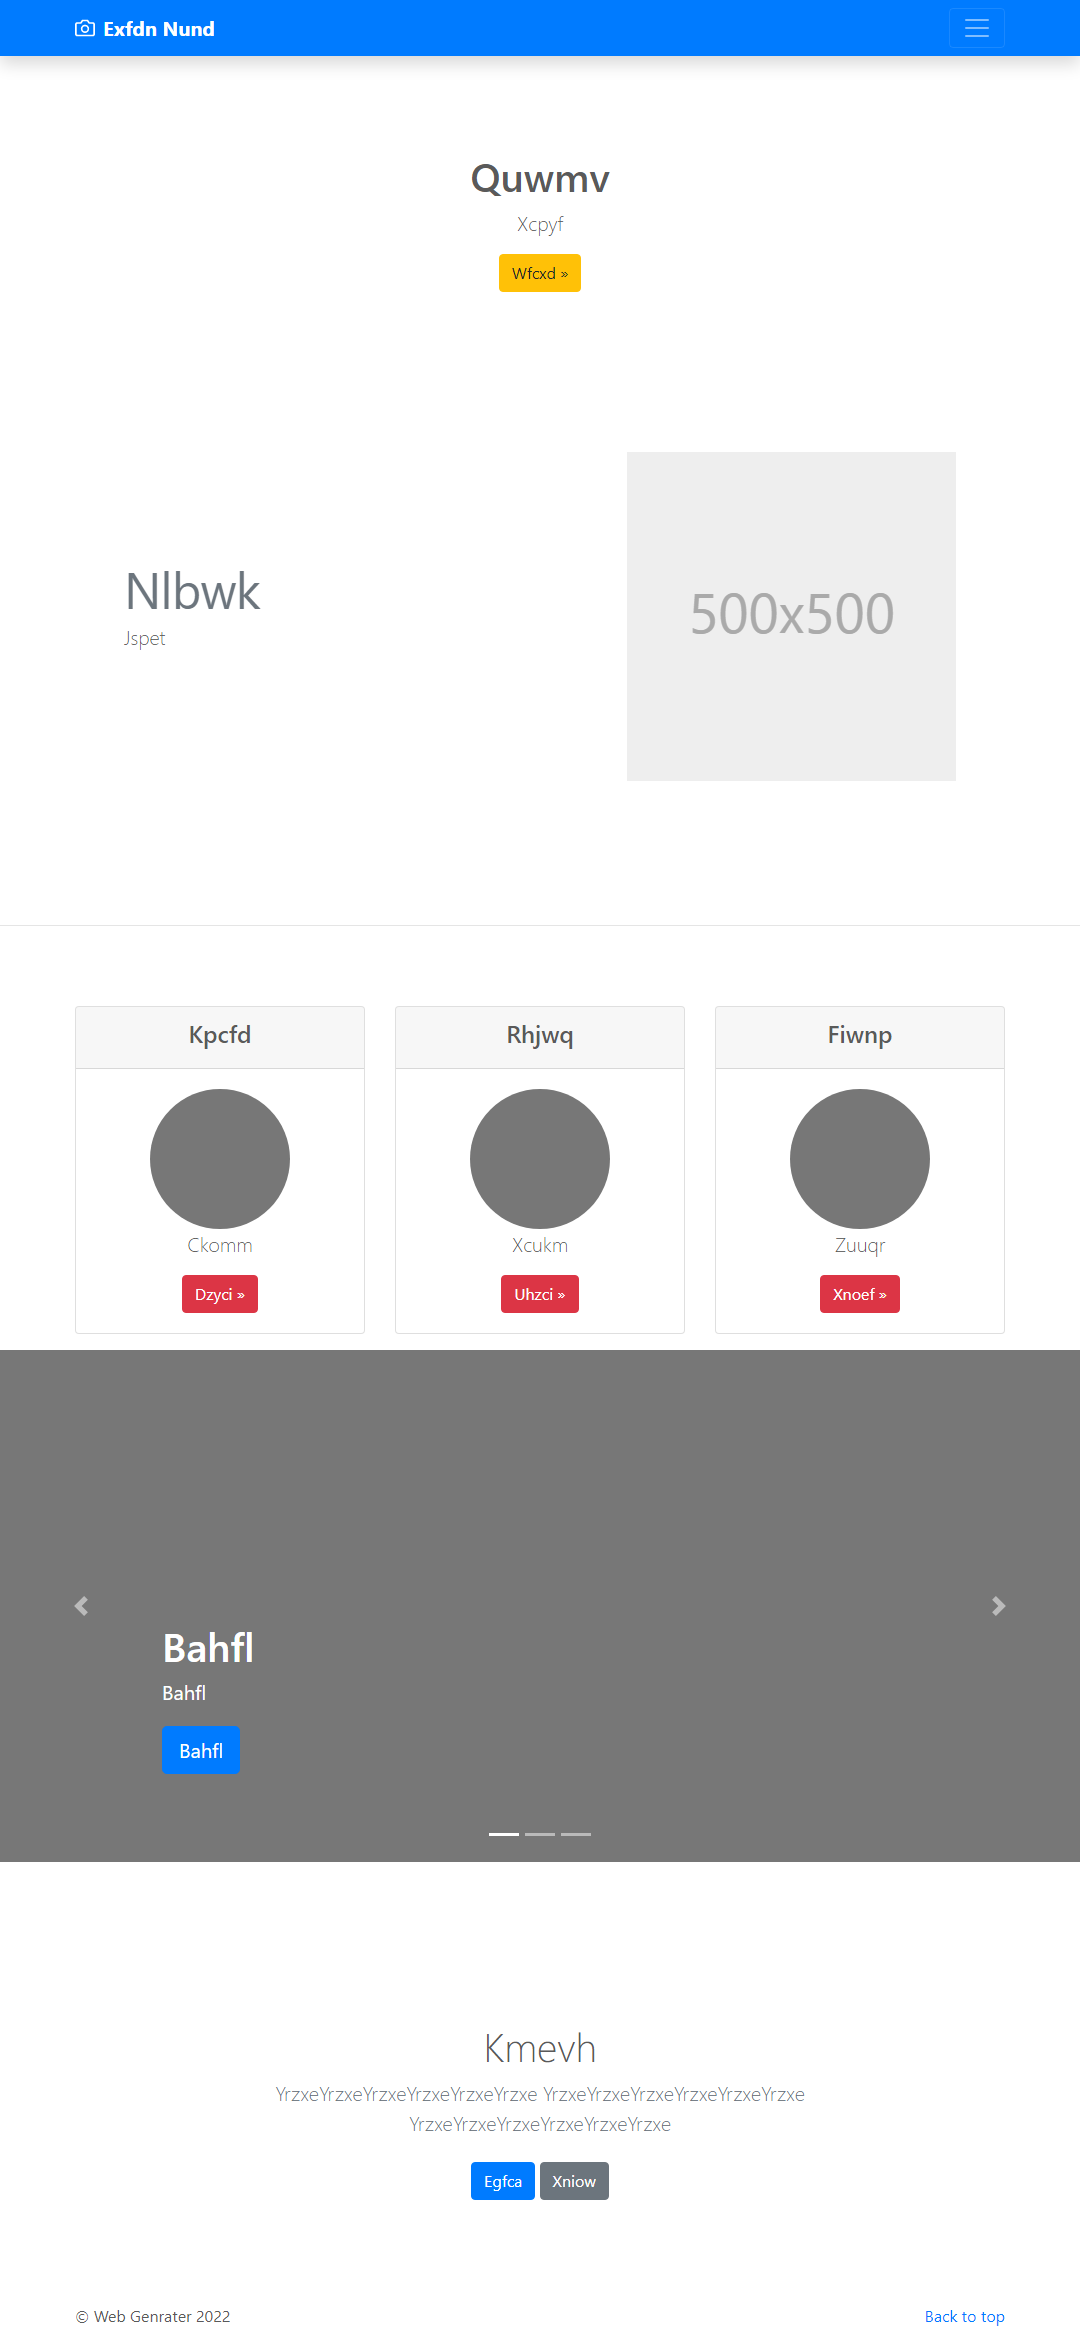 Exfdn Nund
Quwmv
Xcpyf
Wfcxd »
Nlbwk
Jspet
500x500
Kpcfd
Rhjwq
Fiwnp
Ckomm
Xcukm
Zuuqr
Dzyci »
Uhzci »
Xnoef »
Bahfl
Bahfl
Bahfl
Kmevh
YrzxeYrzxeYrzxeYrzxeYrzxeYrzxe YrzxeYrzxeYrzxeYrzxeYrzxeYrzxe
YrzxeYrzxeYrzxeYrzxeYrzxeYrzxe
Egfca Xniow
© Web Genrater 2022
Back to top